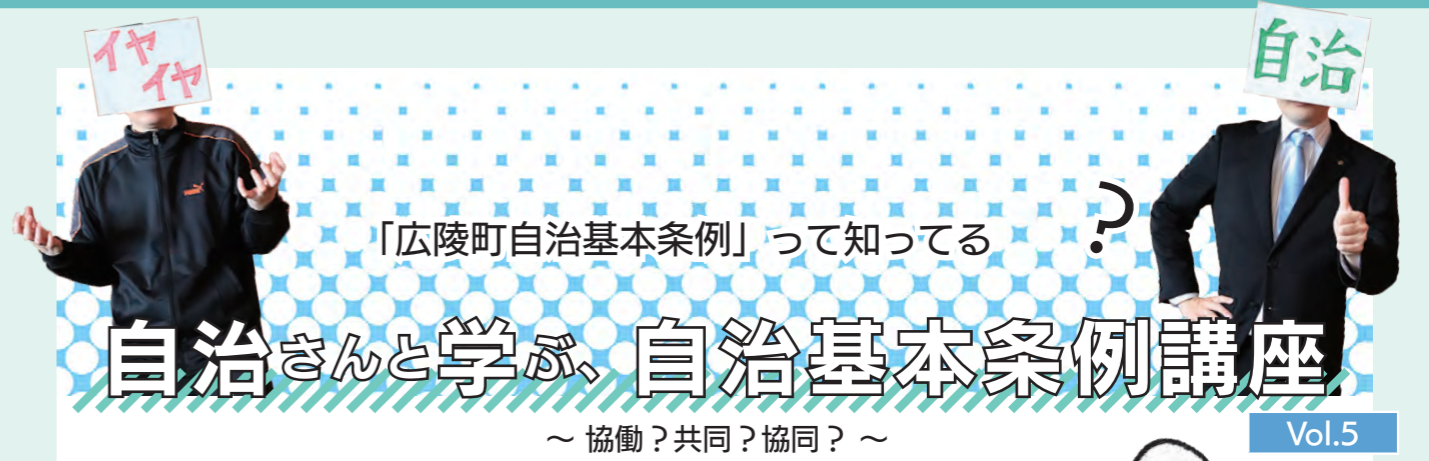 イヤ
イヤ
自治
「広陵町自治基本条例」って知ってる?
自治さんと学ぶ、自治基本条例講座
~ 協働?共同?協同? ~
Vol.5